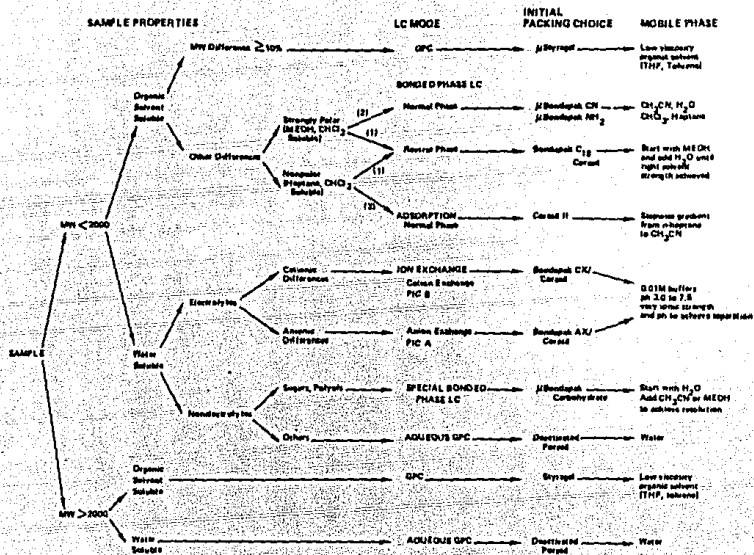 SAMPLE PROPERTIES
LC MODE
INITIAL
PACKING CHOICE
MOBILE PHASE
MW Difference ≥ 10%
GPC
µStyragel
Low viscosity
organic solvent
(THF, Toluene)
Organic
Solvent
Soluble
BONDED PHASE LC
Strongly Polar
(MEOH, CHCl3
Soluble)
(2)
(1)
Normal Phase
µBondapak CN
µBondapak NH2
CH3CN, H2O
CHCl3, Heptane
Other Differences
Nonpolar
(Heptane, CHCl3
Soluble)
(1)
(3)
Phase
Bondapak C18
Corasil
Start with MEOH
and add H2O until
right solvent
strength achieved
ADSORPTION
Normal Phase
Corasil II
Stepwise gradient
from n-heptane
to CH3CN
MW < 2000
Cationic
Differences
ION EXCHANGE
Cation Exchange
PIC B
Bondapak CX/
Corasil
Electrolytes
0.01M buffers
ph 3.0 to 7.5
vary ionic strength
and ph to achieve separation
Anionic
Differences
Anion Exchange
PIC A
Bondapak AX/
Corasil
SAMPLE
Water
Soluble
Sugars, Polyols
SPECIAL BONDED
PHASE LC
µBondapak
Carbohydrate
Start with H2O
Add CH3CN or MEOH
to achieve resolution
Nonelectrolytes
Others
AQUEOUS GPC
Deactivated
Porasil
Water
Organic
Solvent
Soluble
GPC
Styragel
Low viscosity
organic solvent
(THF, toluene)
MW > 2000
Water
Soluble
AQUEOUS GPC
Deactivated
Porasil
Water